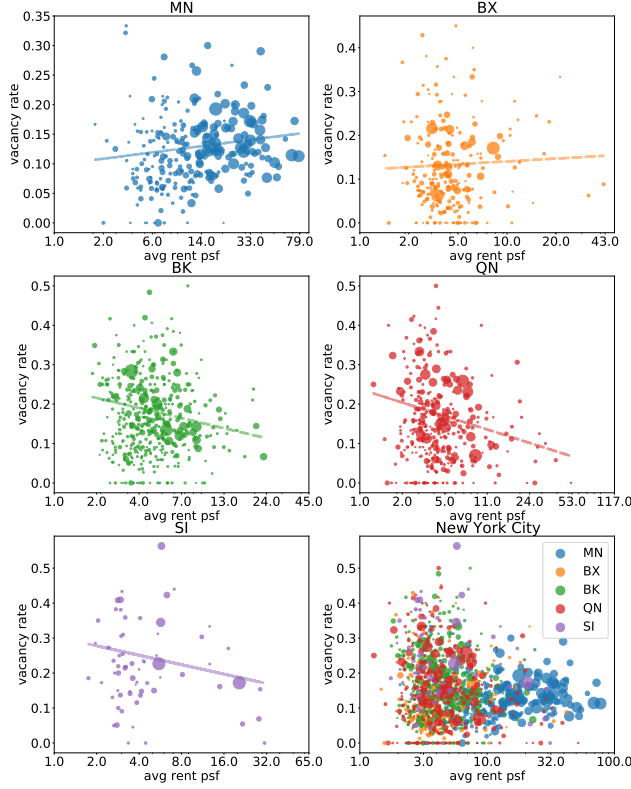 MN
vacancy rate
0.35
0.30
0.25
0.20
0.15
0.10
0.05
0.00
1.0 2.0 6.0 14.0 33.0 79.0
avg rent psf
BX
vacancy rate
0.4
0.3
0.2
0.1
0.0
1.0 2.0 5.0 10.0 20.0 43.0
avg rent psf
BK
vacancy rate
0.5
0.4
0.3
0.2
0.1
0.0
1.0 2.0 4.0 7.0 13.0 24.0 45.0
avg rent psf
QN
vacancy rate
0.5
0.4
0.3
0.2
0.1
0.0
1.0 2.0 5.0 11.0 24.0 53.0 117.0
avg rent psf
SI
vacancy rate
0.5
0.4
0.3
0.2
0.1
0.0
1.0 2.0 4.0 8.0 16.0 32.0 65.0
avg rent psf
New York City
vacancy rate
0.5
0.4
0.3
0.2
0.1
0.0
1.0 3.0 10.0 32.0 100.0
avg rent psf
MN
BX
BK
QN
SI